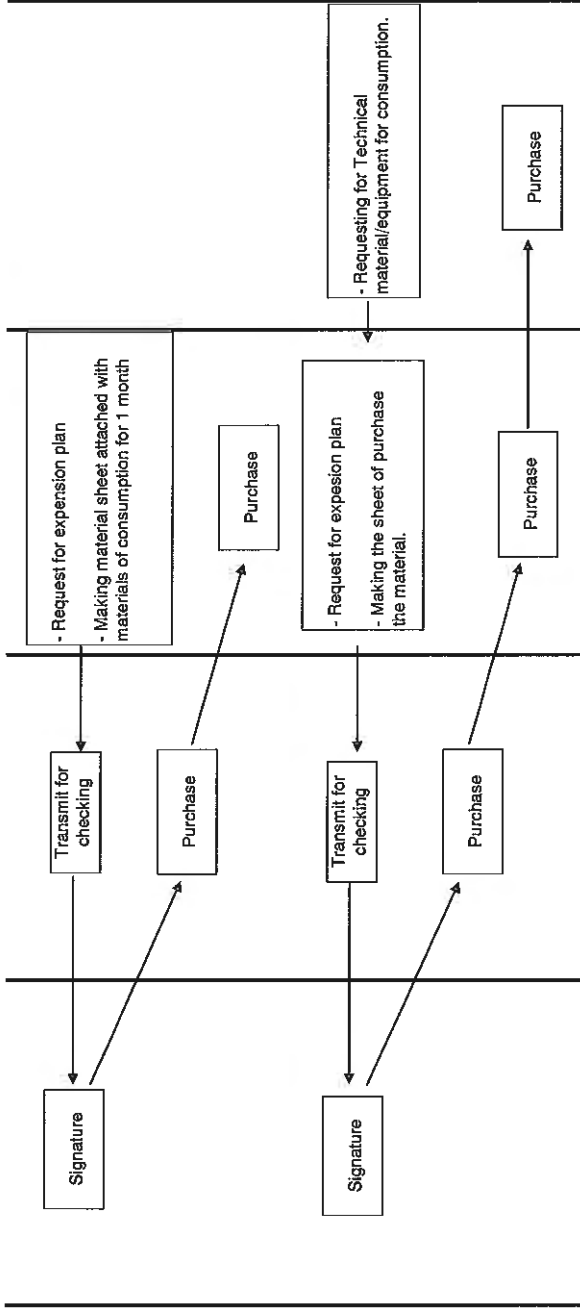 - Request for expension plan
- Making material sheet attached with
materials of consumption for 1 month
Transmit for
checking
Signature
Purchase
Purchase
- Requesting for Technical
material/equipment for consumption.
- Request for expesion plan
- Making the sheet of purchase
the material.
Transmit for
checking
Signature
Purchase
Purchase
Purchase